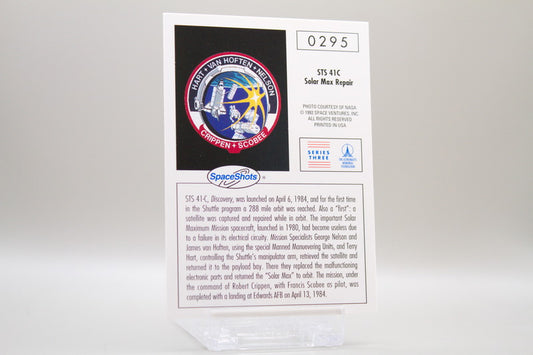 0295
STS 41C
Solar Max Repair
HART • VAN HOFTEN • NELSON
CRIPPEN • SCOBEE
PHOTO COURTESY OF NASA
© 1992 SPACE VENTURES, INC.
ALL RIGHTS RESERVED
PRINTED IN USA
SERIES
THREE
THE ASTRONAUTS
MEMORIAL
FOUNDATION
SpaceShots®
STS 41-C, Discovery, was launched on April 6, 1984, and for the first time
in the Shuttle program a 288 mile orbit was reached. Also a "first": a
satellite was captured and repaired while in orbit. The important Solar
Maximum Mission spacecraft, launched in 1980, had become useless due
to a failure in its electrical circuity. Mission Specialists George Nelson and
James van Hoften, using the special Manned Manuevering Units, and Terry
Hart, controlling the Shuttle's manipulator arm, retrieved the satellite and
returned it to the payload bay. There they replaced the malfunctioning
electronic parts and returned the "Solar Max" to orbit. The mission, under
the command of Robert Crippen, with Francis Scobee as pilot, was
completed with a landing at Edwards AFB on April 13, 1984.